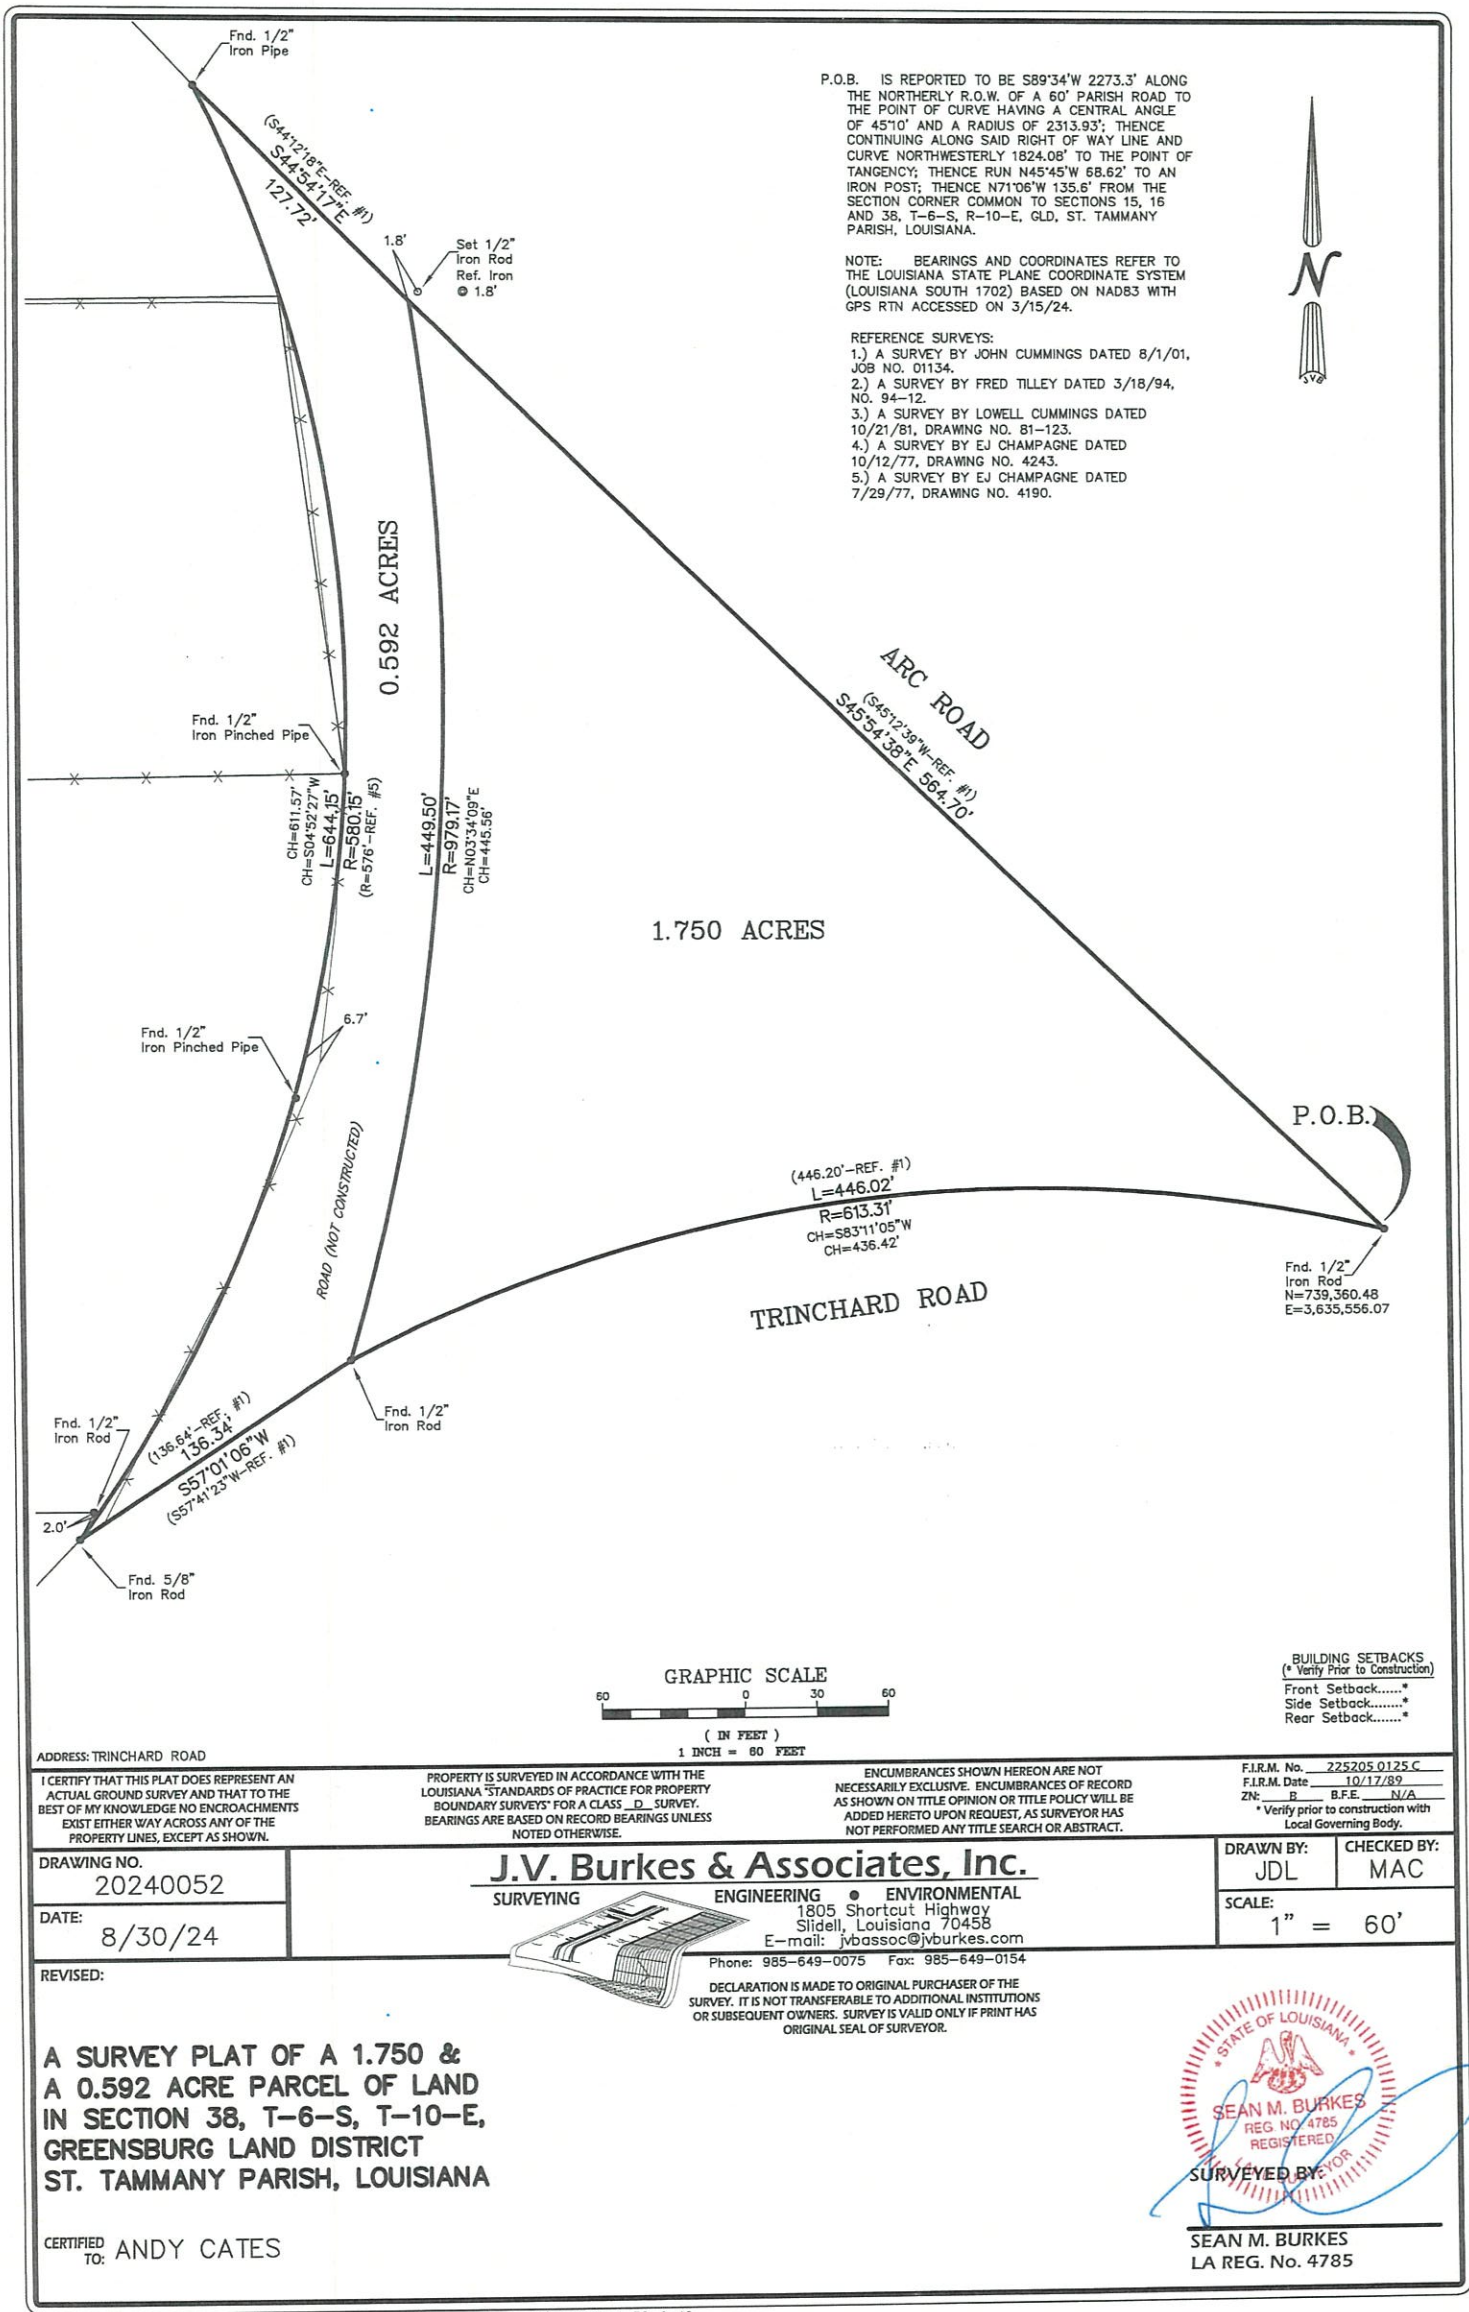 Fnd. 1/2"
Iron Pipe
(S44°12'18"E-REF. #1)
S44°54'17"E
127.72'
1.8'
Set 1/2"
Iron Rod
Ref. Iron
@ 1.8'
P.O.B. IS REPORTED TO BE S89°34'W 2273.3' ALONG
THE NORTHERLY R.O.W. OF A 60' PARISH ROAD TO
THE POINT OF CURVE HAVING A CENTRAL ANGLE
OF 45°10' AND A RADIUS OF 2313.93'; THENCE
CONTINUING ALONG SAID RIGHT OF WAY LINE AND
CURVE NORTHWESTERLY 1824.08' TO THE POINT OF
TANGENCY; THENCE RUN N45°45'W 68.62' TO AN
IRON POST; THENCE N71°06'W 135.6' FROM THE
SECTION CORNER COMMON TO SECTIONS 15, 16
AND 38, T-6-S, R-10-E, GLD, ST. TAMMANY
PARISH, LOUISIANA.
NOTE: BEARINGS AND COORDINATES REFER TO
THE LOUISIANA STATE PLANE COORDINATE SYSTEM
(LOUISIANA SOUTH 1702) BASED ON NAD83 WITH
GPS RTN ACCESSED ON 3/15/24.
REFERENCE SURVEYS:
1.) A SURVEY BY JOHN CUMMINGS DATED 8/1/01,
JOB NO. 01134.
2.) A SURVEY BY FRED TILLEY DATED 3/18/94,
NO. 94-12.
3.) A SURVEY BY LOWELL CUMMINGS DATED
10/21/81, DRAWING NO. 81-123.
4.) A SURVEY BY EJ CHAMPAGNE DATED
10/12/77, DRAWING NO. 4243.
5.) A SURVEY BY EJ CHAMPAGNE DATED
7/29/77, DRAWING NO. 4190.
N
JVB
0.592 ACRES
ARC ROAD
(S45°12'39"W-REF. #1)
S45°54'38"E 564.70'
Fnd. 1/2"
Iron Pinched Pipe
CH=611.57'
CH=S04°52'27"W
L=644.15'
R=580.15'
(R=576'-REF. #5)
L=449.50'
R=979.17'
CH=N03°34'09"E
CH=445.56'
1.750 ACRES
Fnd. 1/2"
Iron Pinched Pipe
6.7'
ROAD (NOT CONSTRUCTED)
P.O.B.
(446.20'-REF. #1)
L=446.02'
R=613.31'
CH=S83°11'05"W
CH=436.42'
TRINCHARD ROAD
Fnd. 1/2"
Iron Rod
N=739,360.48
E=3,635,556.07
Fnd. 1/2"
Iron Rod
Fnd. 1/2"
Iron Rod
(136.64'-REF. #1)
136.34'
S57°01'06"W
(S57°41'23"W-REF. #1)
2.0'
Fnd. 5/8"
Iron Rod
GRAPHIC SCALE
60 0 30 60
( IN FEET )
1 INCH = 60 FEET
BUILDING SETBACKS
(* Verify Prior to Construction)
Front Setback......*
Side Setback.......*
Rear Setback.......*
ADDRESS: TRINCHARD ROAD
I CERTIFY THAT THIS PLAT DOES REPRESENT AN
ACTUAL GROUND SURVEY AND THAT TO THE
BEST OF MY KNOWLEDGE NO ENCROACHMENTS
EXIST EITHER WAY ACROSS ANY OF THE
PROPERTY LINES, EXCEPT AS SHOWN.
PROPERTY IS SURVEYED IN ACCORDANCE WITH THE
LOUISIANA "STANDARDS OF PRACTICE FOR PROPERTY
BOUNDARY SURVEYS" FOR A CLASS D SURVEY.
BEARINGS ARE BASED ON RECORD BEARINGS UNLESS
NOTED OTHERWISE.
ENCUMBRANCES SHOWN HEREON ARE NOT
NECESSARILY EXCLUSIVE. ENCUMBRANCES OF RECORD
AS SHOWN ON TITLE OPINION OR TITLE POLICY WILL BE
ADDED HERETO UPON REQUEST, AS SURVEYOR HAS
NOT PERFORMED ANY TITLE SEARCH OR ABSTRACT.
F.I.R.M. No. 225205 0125 C
F.I.R.M. Date 10/17/89
ZN: B B.F.E. N/A
* Verify prior to construction with
Local Governing Body.
DRAWING NO.
20240052
DATE:
8/30/24
J.V. Burkes & Associates, Inc.
SURVEYING ENGINEERING ● ENVIRONMENTAL
1805 Shortcut Highway
Slidell, Louisiana 70458
E-mail: jvbassoc@jvburkes.com
Phone: 985-649-0075 Fax: 985-649-0154
DRAWN BY:
JDL
CHECKED BY:
MAC
SCALE:
1" = 60'
REVISED:
DECLARATION IS MADE TO ORIGINAL PURCHASER OF THE
SURVEY. IT IS NOT TRANSFERABLE TO ADDITIONAL INSTITUTIONS
OR SUBSEQUENT OWNERS. SURVEY IS VALID ONLY IF PRINT HAS
ORIGINAL SEAL OF SURVEYOR.
A SURVEY PLAT OF A 1.750 &
A 0.592 ACRE PARCEL OF LAND
IN SECTION 38, T-6-S, T-10-E,
GREENSBURG LAND DISTRICT
ST. TAMMANY PARISH, LOUISIANA
CERTIFIED
TO: ANDY CATES
* STATE OF LOUISIANA *
SEAN M. BURKES
REG. NO. 4785
REGISTERED
LAND SURVEYOR
SURVEYED BY:
SEAN M. BURKES
LA REG. No. 4785